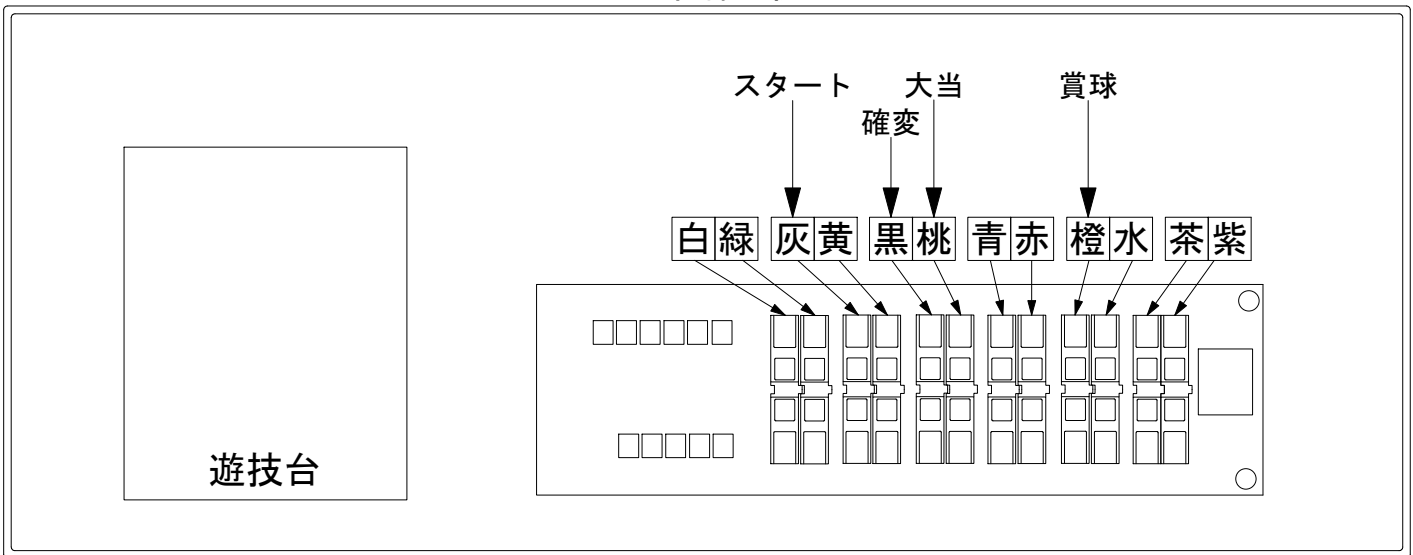 スタート 大当 賞球
確変
白緑 灰黄 黒桃 青赤 橙水 茶紫
遊技台